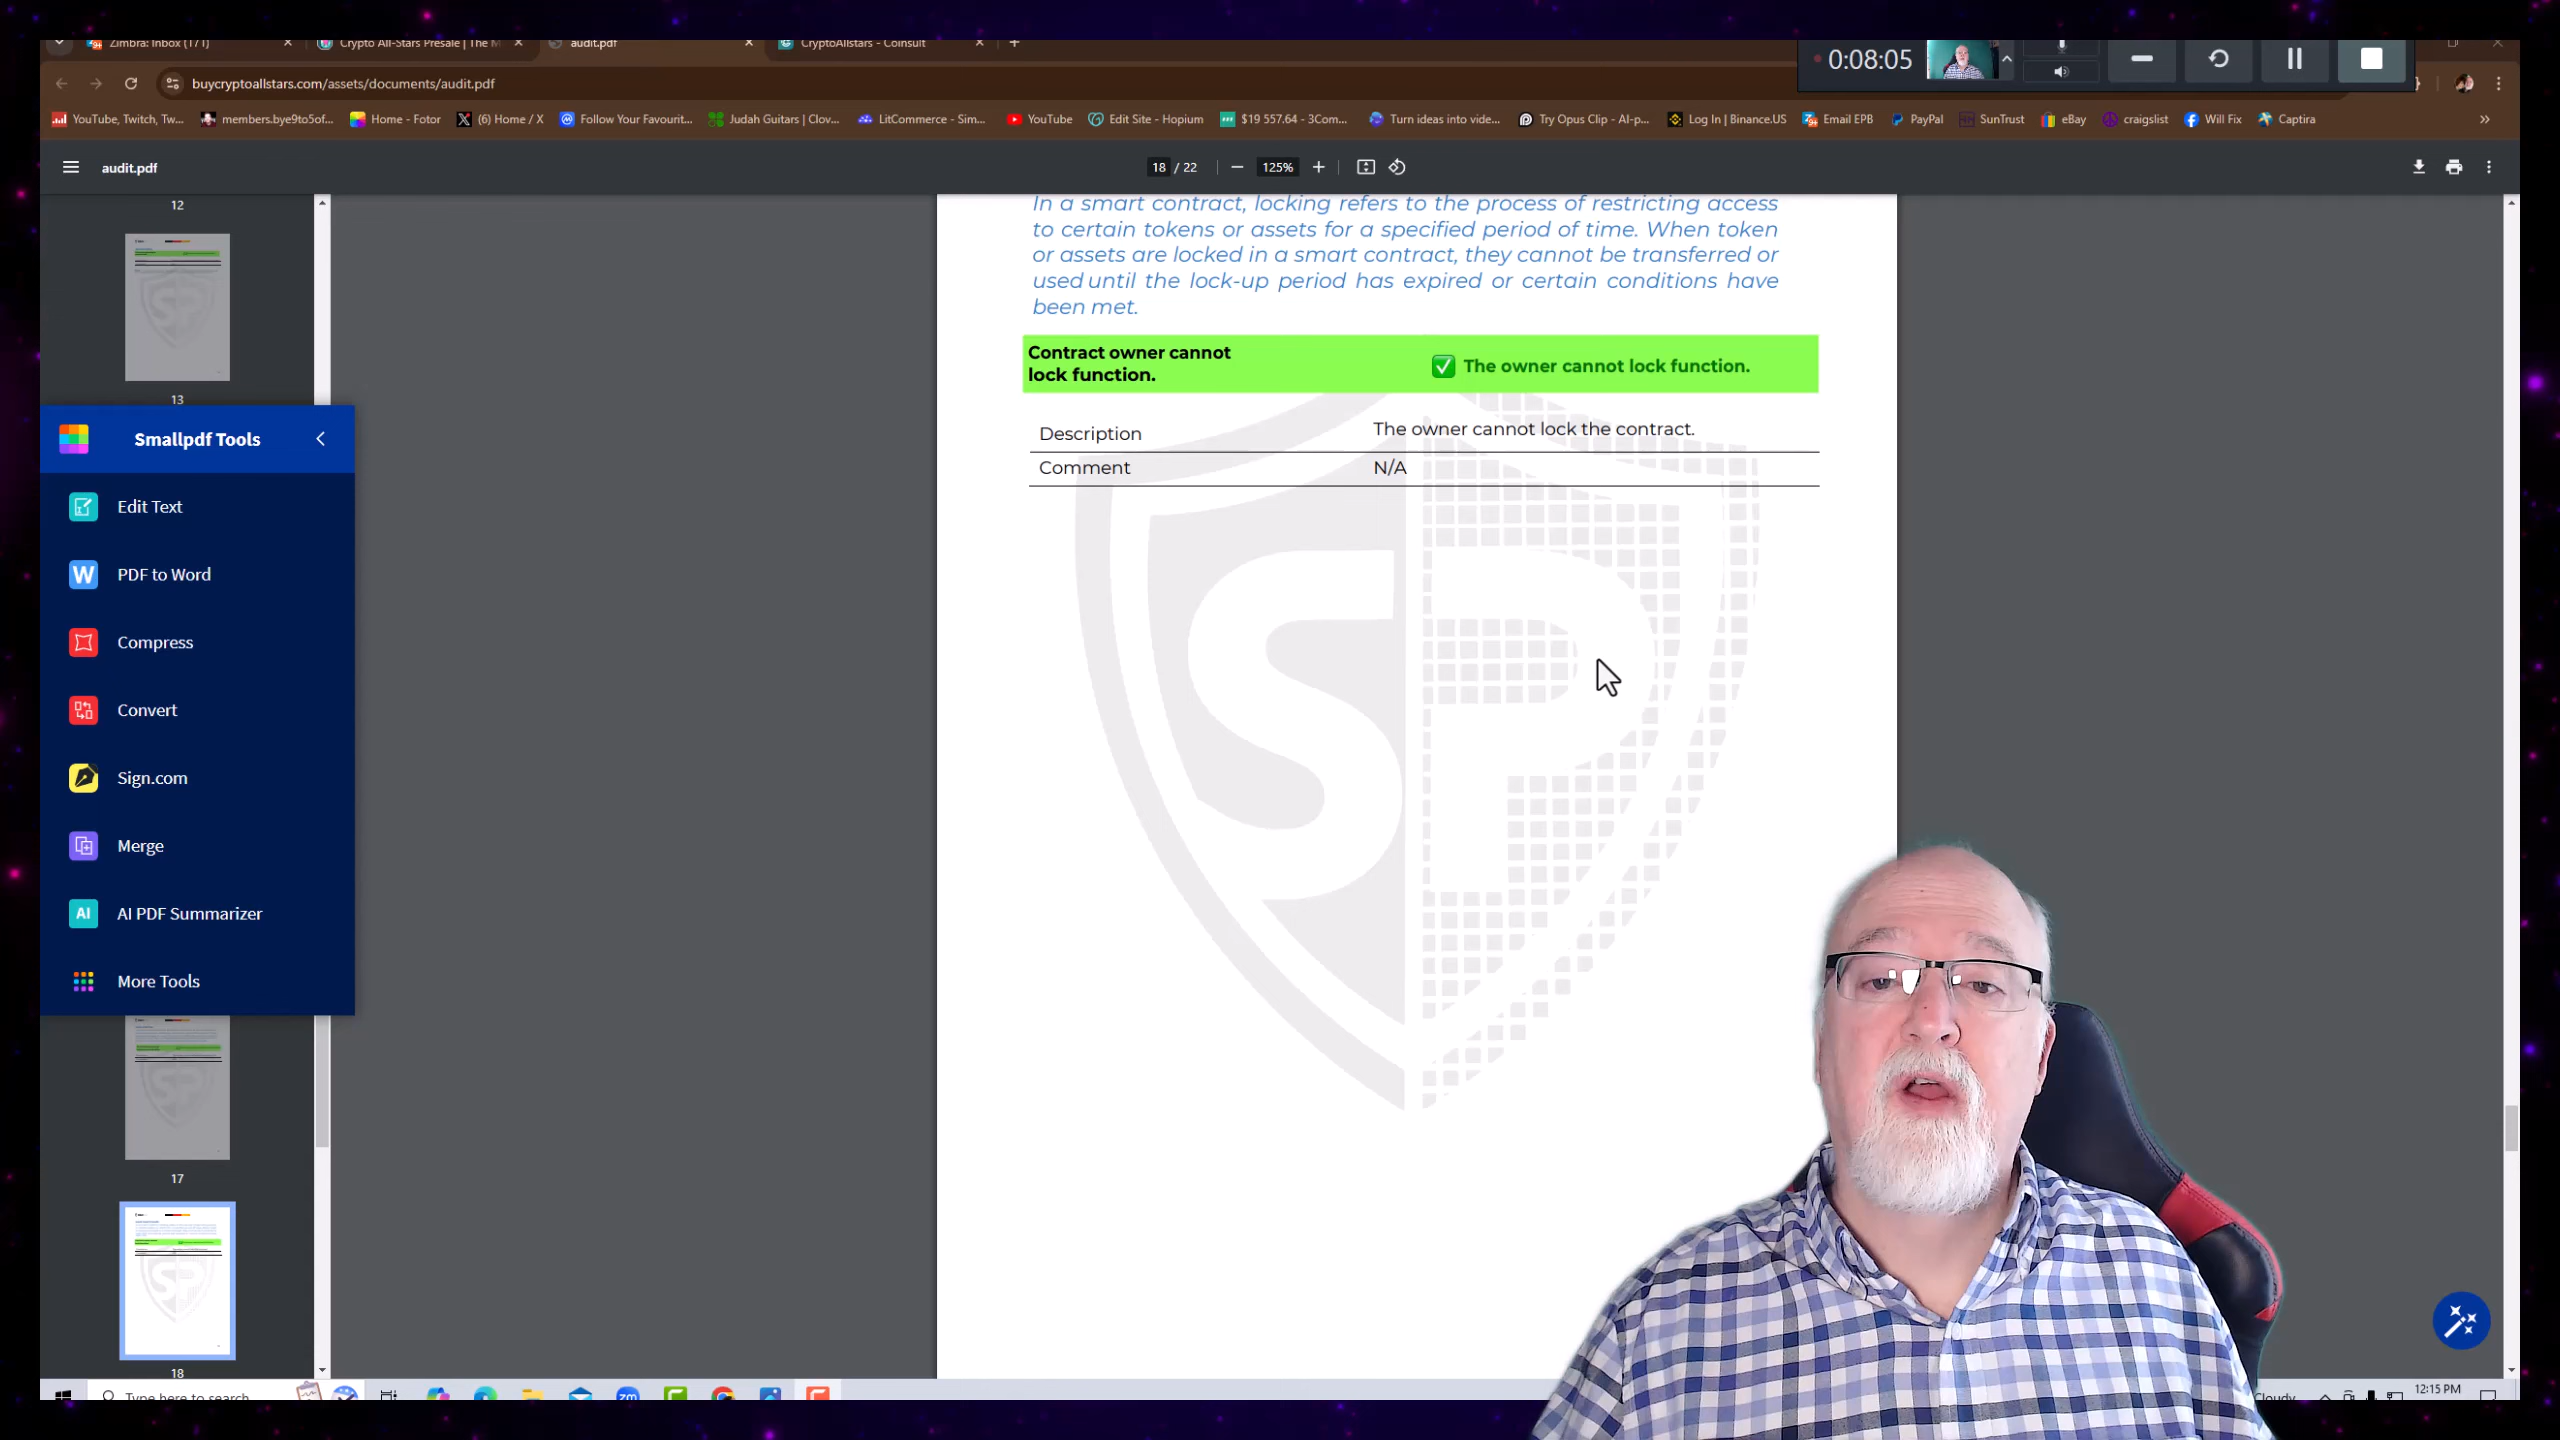 Zimbra: Inbox (171)
Crypto All-Stars Presale | The M
audit.pdf
CryptoAllstars - Coinsult
0:08:05
buycryptoallstars.com/assets/documents/audit.pdf
YouTube, Twitch, Tw...
members.bye9to5of...
Home - Fotor
(6) Home / X
Follow Your Favourit...
Judah Guitars | Clov...
LitCommerce - Sim...
YouTube
Edit Site - Hopium
$19 557.64 - 3Com...
Turn ideas into vide...
Try Opus Clip - AI-p...
Log In | Binance.US
Email EPB
PayPal
SunTrust
eBay
craigslist
Will Fix
Captira
audit.pdf
18 / 22
125%
12
13
Smallpdf Tools
Edit Text
PDF to Word
Compress
Convert
Sign.com
Merge
AI PDF Summarizer
More Tools
17
18
In a smart contract, locking refers to the process of restricting access
to certain tokens or assets for a specified period of time. When token
or assets are locked in a smart contract, they cannot be transferred or
used until the lock-up period has expired or certain conditions have
been met.
Contract owner cannot
lock function.
✅ The owner cannot lock function.
Description
The owner cannot lock the contract.
Comment
N/A
SP
Type here to search
Cloudy
12:15 PM